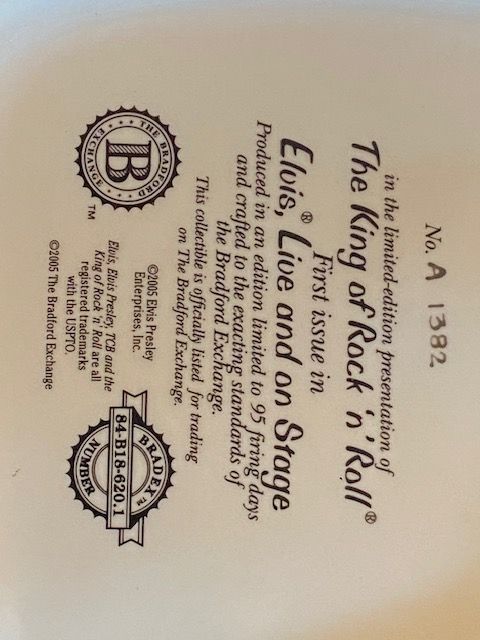 No. A 1382
in the limited-edition presentation of
The King of Rock 'n' Roll®
First issue in
Elvis,® Live and on Stage
Produced in an edition limited to 95 firing days
and crafted to the exacting standards of
the Bradford Exchange.
This collectible is officially listed for trading
on The Bradford Exchange.
THE BRADFORD
B
EXCHANGE
TM
©2005 Elvis Presley
Enterprises, Inc.
Elvis, Elvis Presley, TCB and the
King of Rock 'n' Roll are all
registered trademarks
with the USPTO.
©2005 The Bradford Exchange
BRADEX™
84-B18-620.1
NUMBER